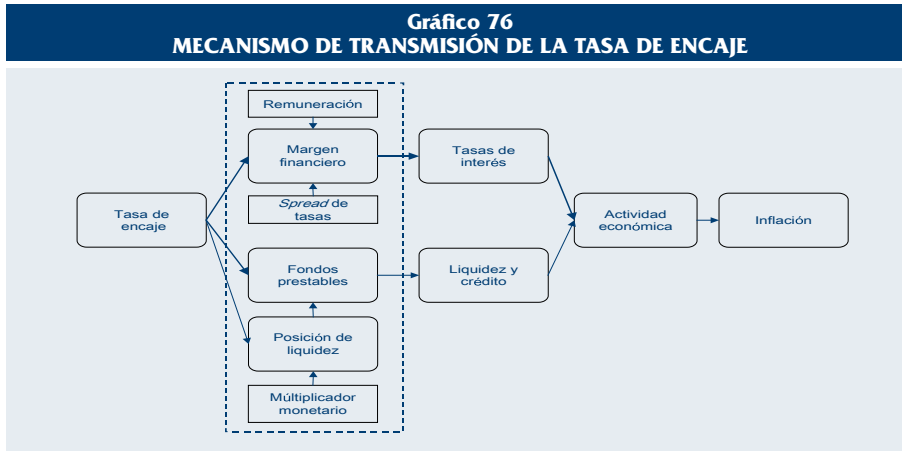 Gráfico 76
MECANISMO DE TRANSMISIÓN DE LA TASA DE ENCAJE
Remuneración
Margen
financiero
Tasas de
interés
Spread de
tasas
Tasa de
encaje
Actividad
económica
Inflación
Fondos
prestables
Liquidez y
crédito
Posición de
liquidez
Múltiplicador
monetario